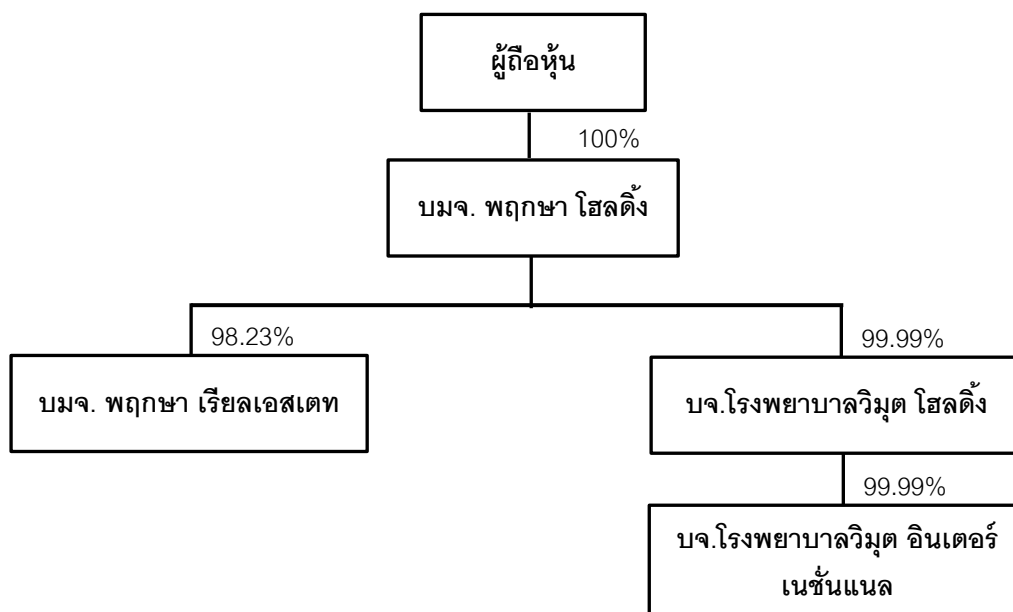 ผู้ถือหุ้น
100%
บมจ. พฤกษา โฮลดิ้ง
98.23%
99.99%
บมจ. พฤกษา เรียลเอสเตท
บจ.โรงพยาบาลวิมุต โฮลดิ้ง
99.99%
บจ.โรงพยาบาลวิมุต อินเตอร์
เนชั่นแนล